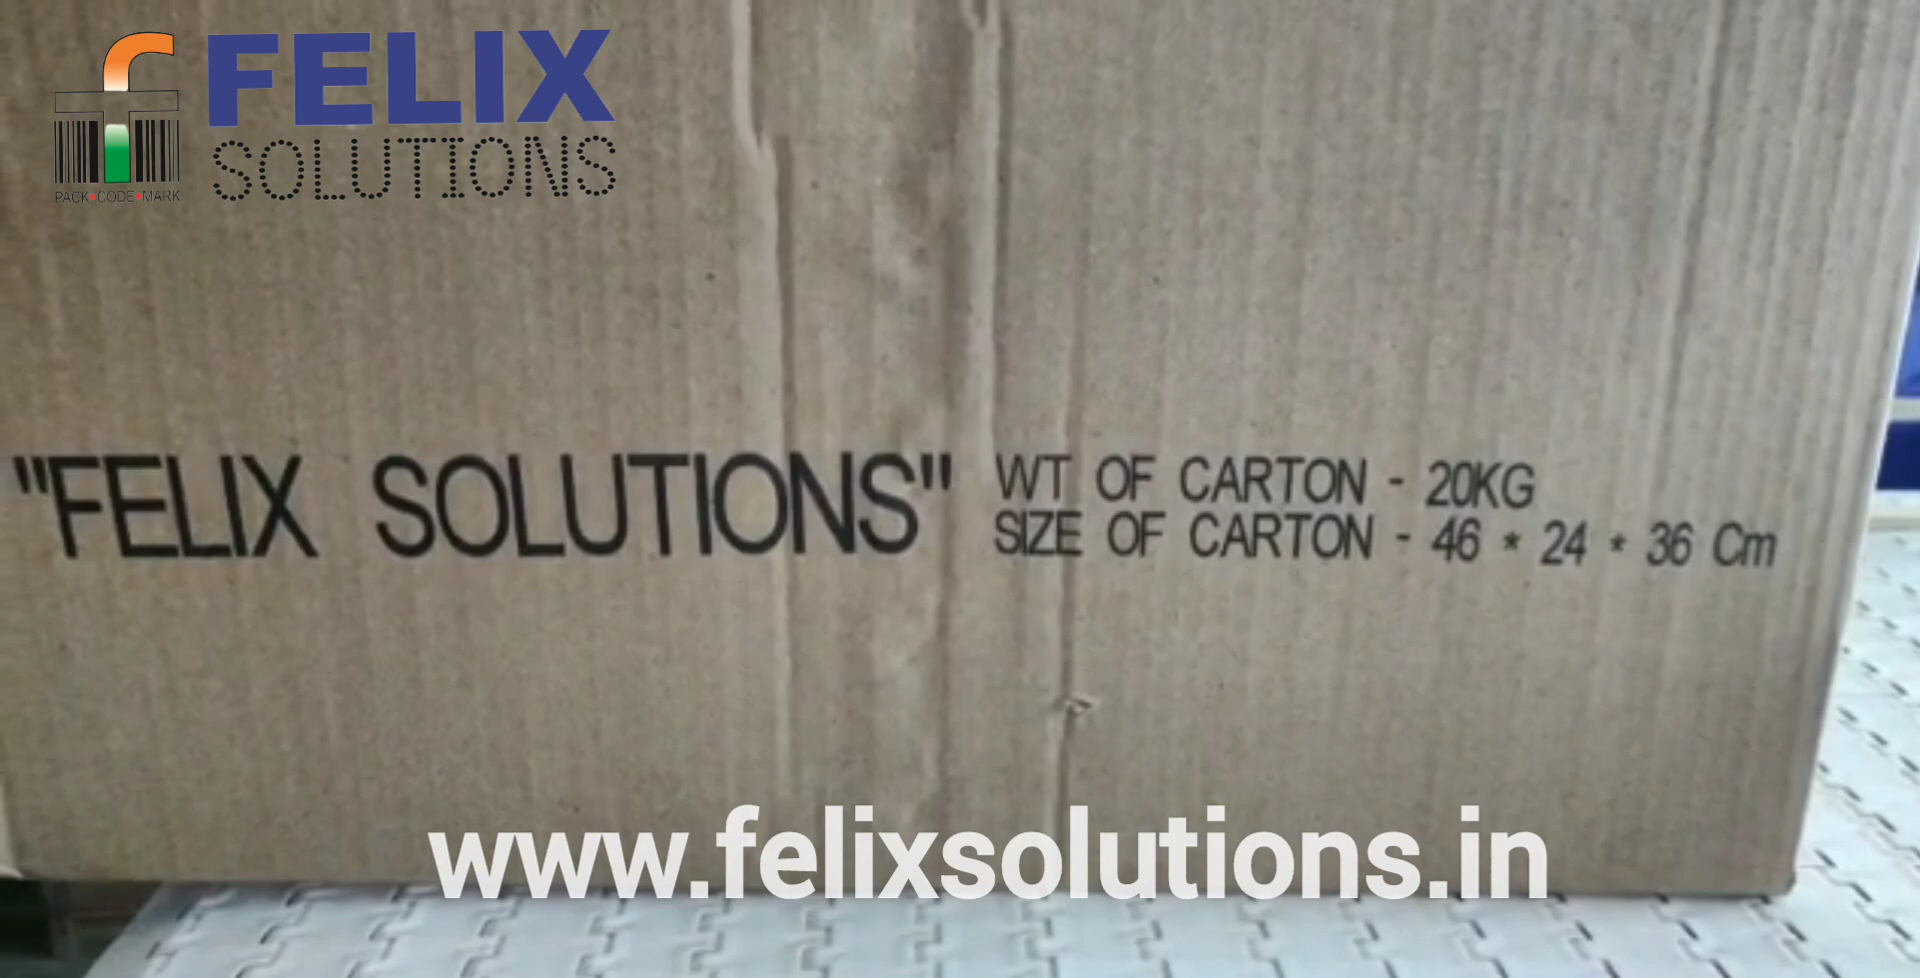 FELIX
SOLUTIONS
PACK•CODE•MARK
"FELIX SOLUTIONS"
WT OF CARTON - 20KG
SIZE OF CARTON - 46 * 24 * 36 Cm
www.felixsolutions.in